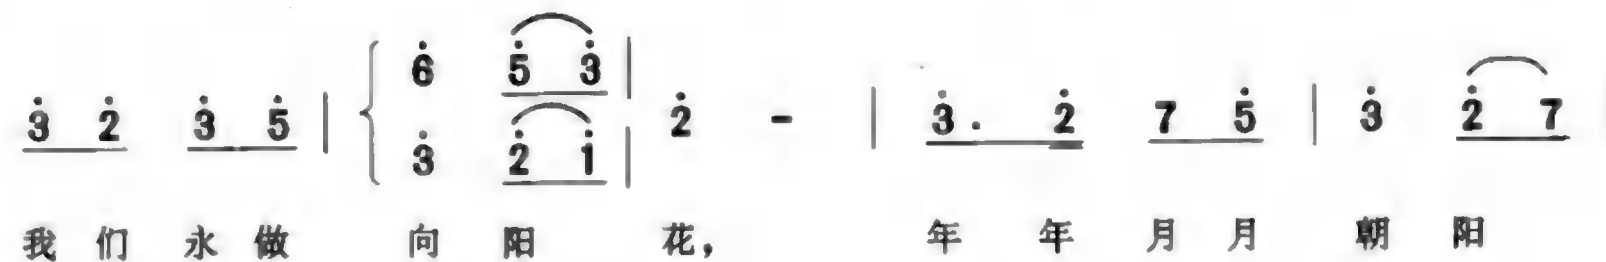 6̇ 5̇ 3̇
3̇ 2̇ 3̇ 5̇ | { | 2̇ - | 3̇. 2̇ 7 5̇ | 3̇ 2̇ 7
3̇ 2̇ 1̇
我们永做 向阳 花, 年年月月 朝阳